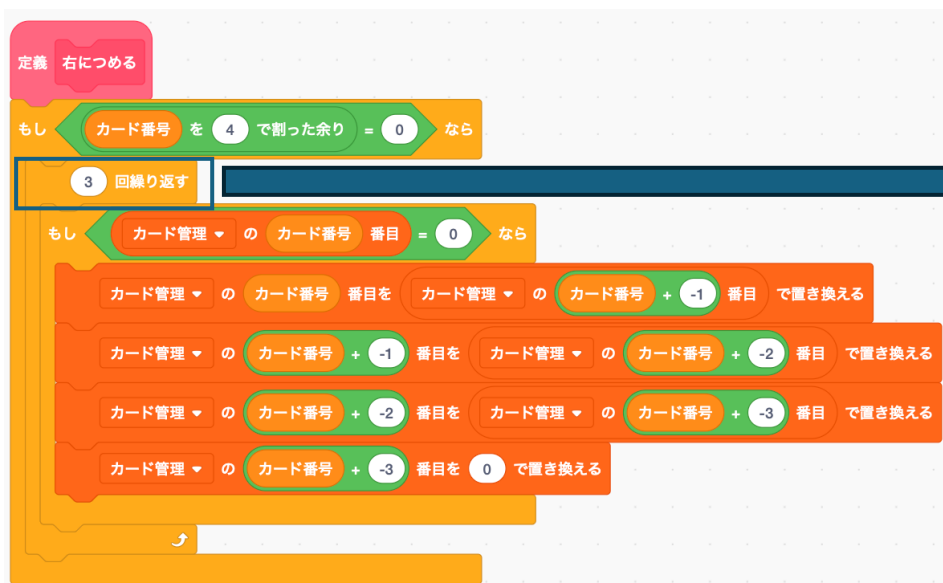 定義 右につめる
もし カード番号 を 4 で割った余り = 0 なら
3 回繰り返す
もし カード管理 の カード番号 番目 = 0 なら
カード管理 の カード番号 番目を カード管理 の カード番号 + -1 番目 で置き換える
カード管理 の カード番号 + -1 番目を カード管理 の カード番号 + -2 番目 で置き換える
カード管理 の カード番号 + -2 番目を カード管理 の カード番号 + -3 番目 で置き換える
カード管理 の カード番号 + -3 番目を 0 で置き換える